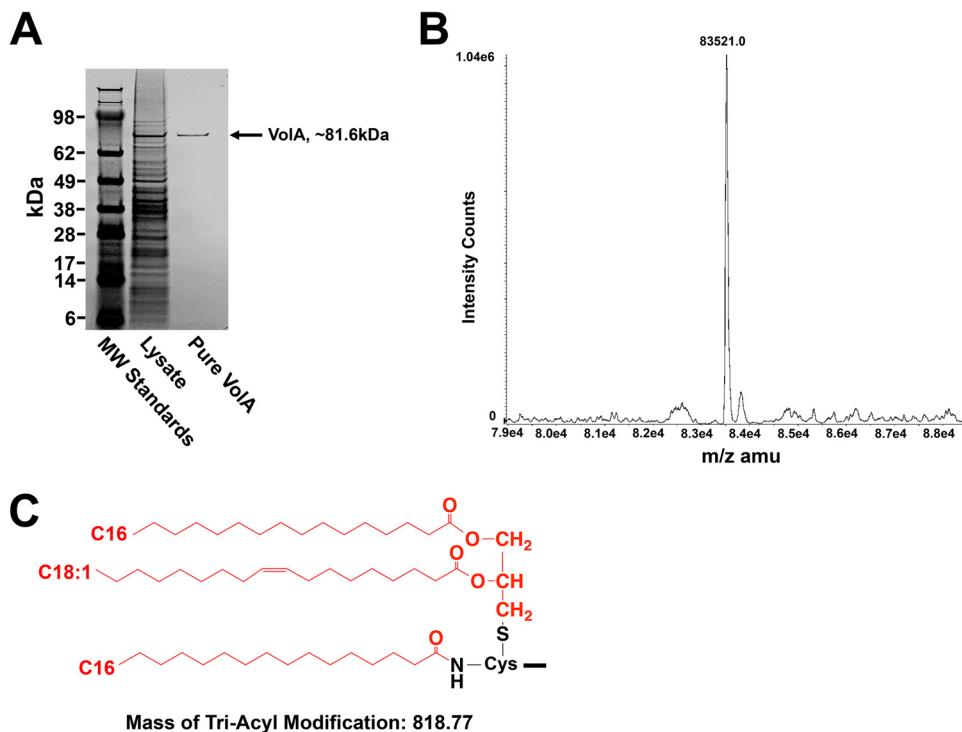 A
98
62
49
38
28
17
14
6
kDa
VolA, ~81.6kDa
MW Standards
Lysate
Pure VolA
B
83521.0
1.04e6
Intensity Counts
0
7.9e4 8.0e4 8.1e4 8.2e4 8.3e4 8.4e4 8.5e4 8.6e4 8.7e4 8.8e4
m/z amu
C
C16
O
O CH₂
C18:1
O
O CH
CH₂
S
C16
O
N Cys
H
Mass of Tri-Acyl Modification: 818.77